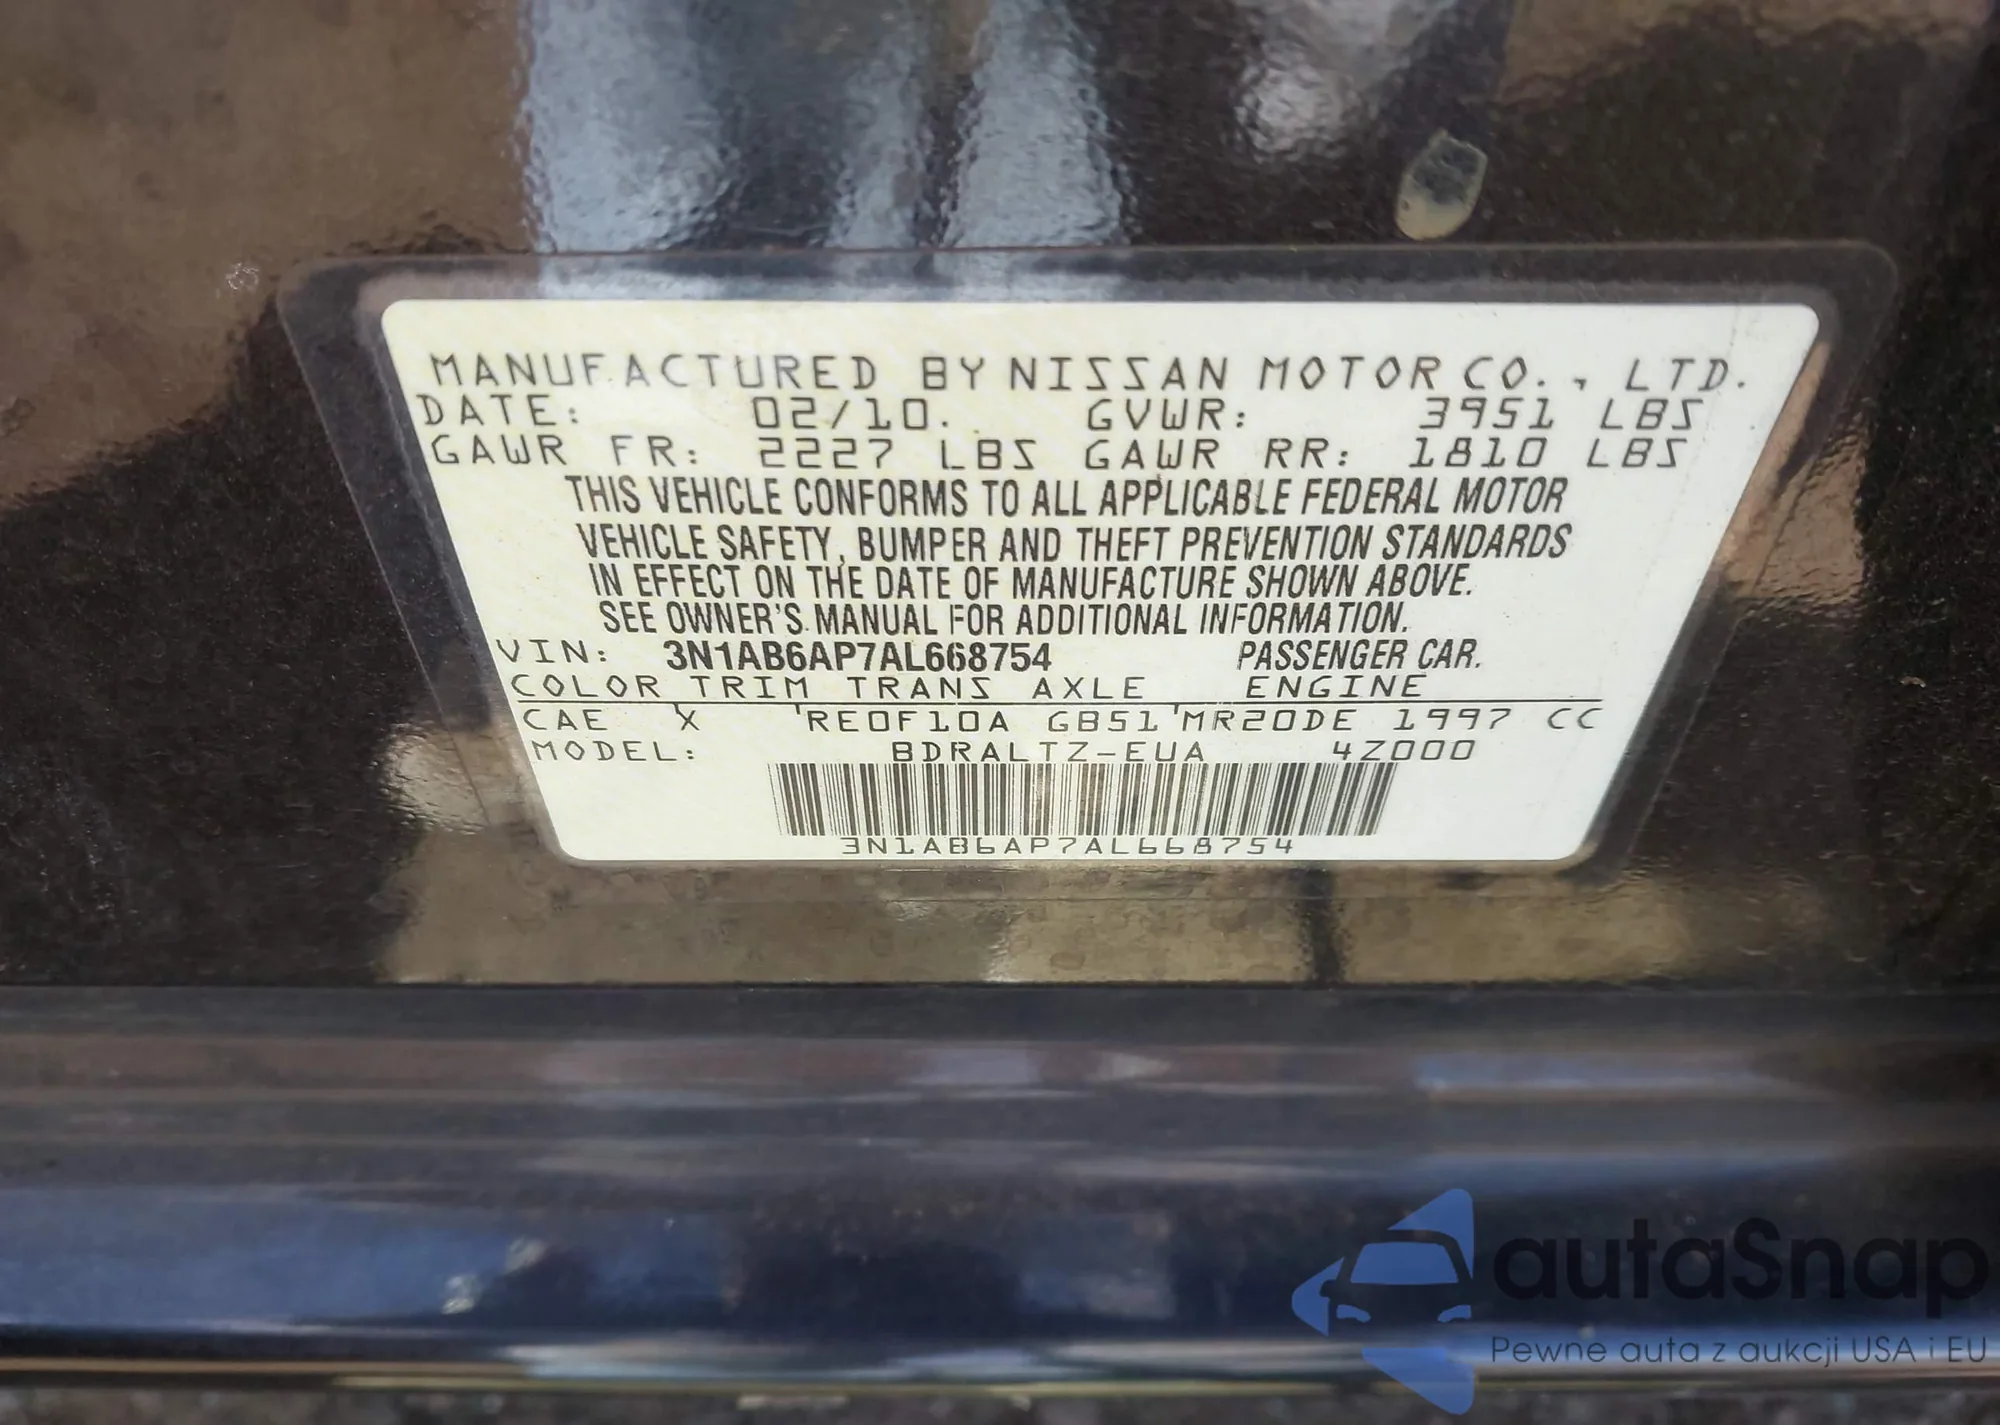 MANUFACTURED BY NISSAN MOTOR CO., LTD.
DATE: 02/10. GVWR: 3951 LBS
GAWR FR: 2227 LBS GAWR RR: 1810 LBS
THIS VEHICLE CONFORMS TO ALL APPLICABLE FEDERAL MOTOR
VEHICLE SAFETY, BUMPER AND THEFT PREVENTION STANDARDS
IN EFFECT ON THE DATE OF MANUFACTURE SHOWN ABOVE.
SEE OWNER'S MANUAL FOR ADDITIONAL INFORMATION.
VIN: 3N1AB6AP7AL668754 PASSENGER CAR.
COLOR TRIM TRANS AXLE ENGINE
CAE X RE0F10A GB51 MR20DE 1997 CC
MODEL: BDRALTZ-EUA 4Z000
3N1AB6AP7AL668754
autaSnap
Pewne auta z aukcji USA i EU